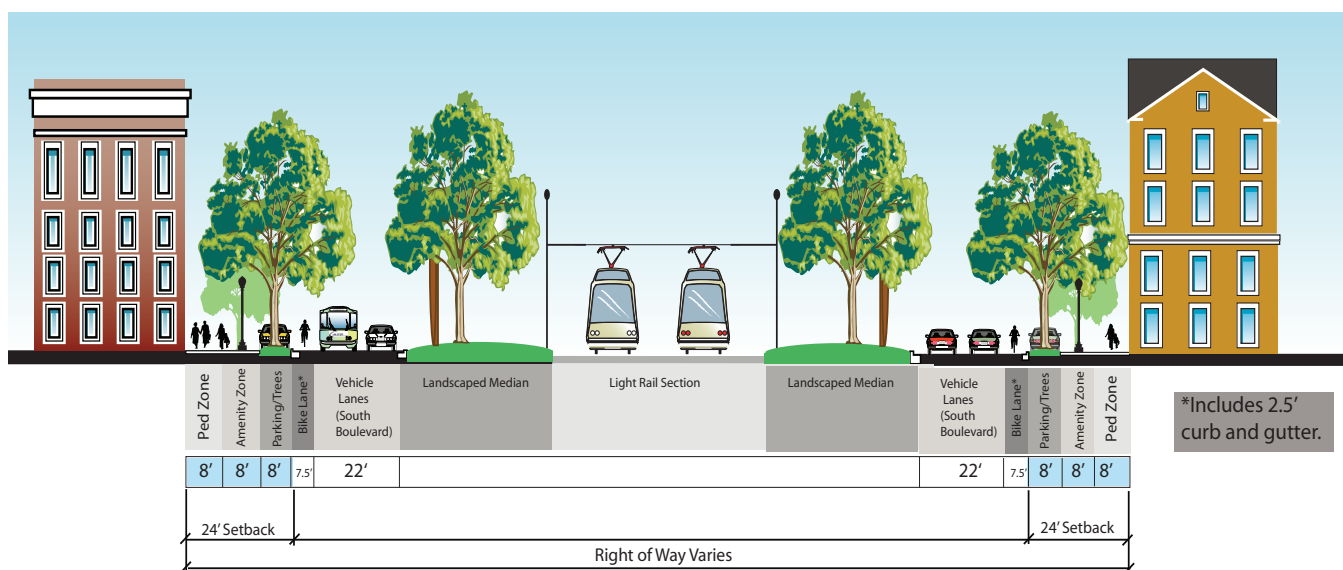 Ped Zone
Amenity Zone
Parking/Trees
Bike Lane*
Vehicle
Lanes
(South
Boulevard)
Landscaped Median
Light Rail Section
Landscaped Median
Vehicle
Lanes
(South
Boulevard)
Bike Lane*
Parking/Trees
Amenity Zone
Ped Zone
*Includes 2.5'
curb and gutter.
8' 8' 8' 7.5' 22' 22' 7.5' 8' 8' 8'
24' Setback 24' Setback
Right of Way Varies